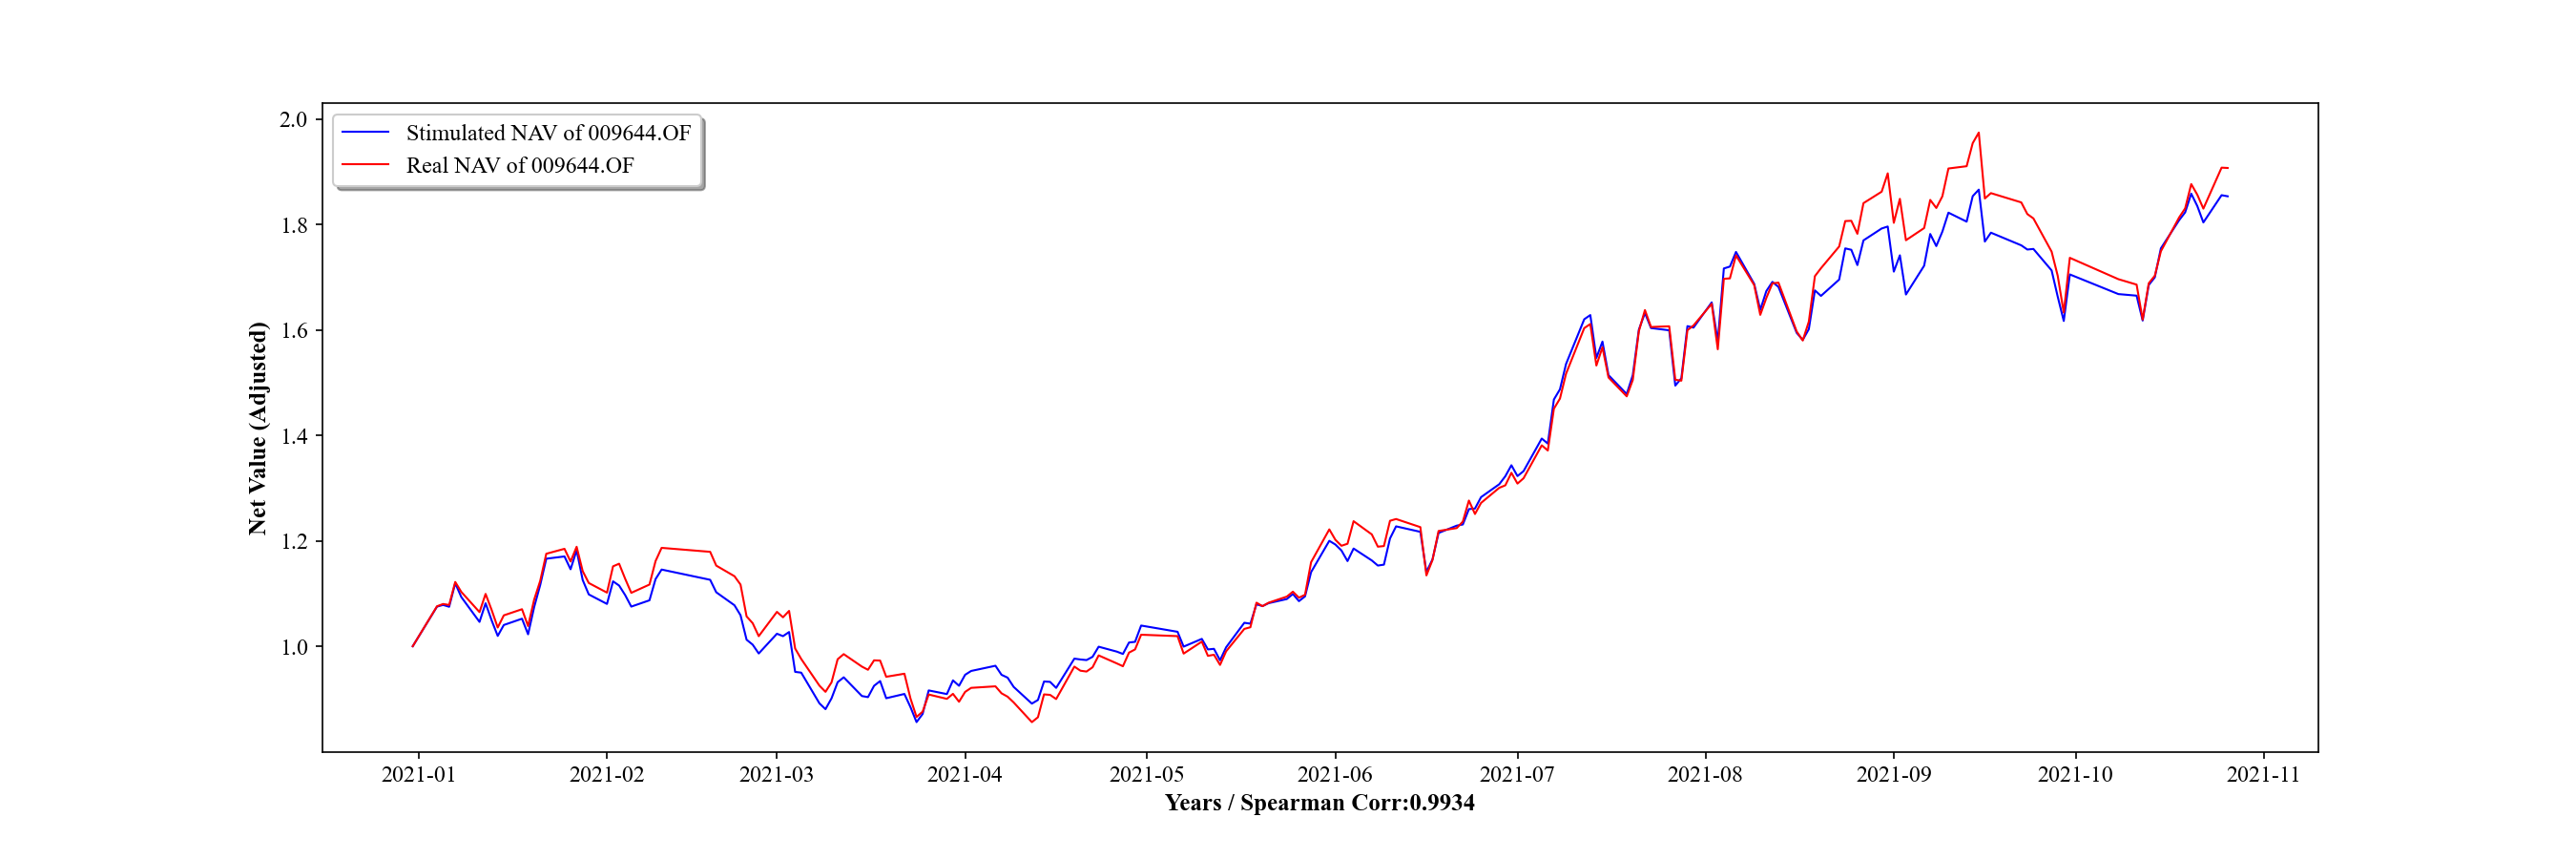 Stimulated NAV of 009644.OF
Real NAV of 009644.OF
2.0
1.8
1.6
1.4
1.2
1.0
Net Value (Adjusted)
2021-01 2021-02 2021-03 2021-04 2021-05 2021-06 2021-07 2021-08 2021-09 2021-10 2021-11
Years / Spearman Corr:0.9934